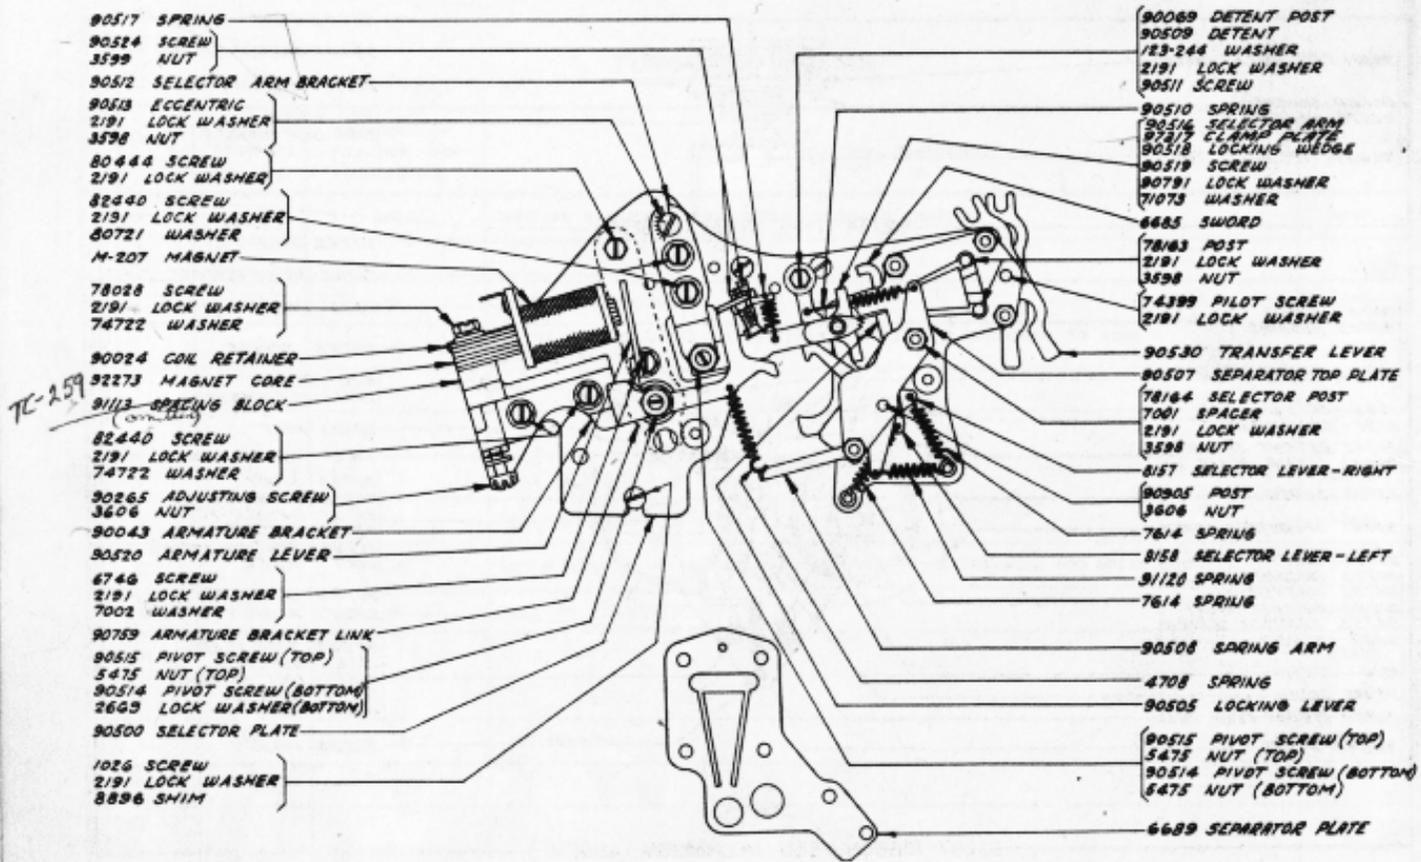 90517 SPRING
90524 SCREW
3599 NUT
90512 SELECTOR ARM BRACKET
90513 ECCENTRIC
2191 LOCK WASHER
3598 NUT
80444 SCREW
2191 LOCK WASHER
82440 SCREW
2191 LOCK WASHER
80721 WASHER
M-207 MAGNET
78028 SCREW
2191 LOCK WASHER
74722 WASHER
90024 COIL RETAINER
92273 MAGNET CORE
TC-259
91113 SPACING BLOCK
82440 SCREW
2191 LOCK WASHER
74722 WASHER
90265 ADJUSTING SCREW
3606 NUT
90043 ARMATURE BRACKET
90520 ARMATURE LEVER
6746 SCREW
2191 LOCK WASHER
7002 WASHER
90759 ARMATURE BRACKET LINK
90515 PIVOT SCREW (TOP)
5475 NUT (TOP)
90514 PIVOT SCREW (BOTTOM)
2669 LOCK WASHER (BOTTOM)
90500 SELECTOR PLATE
1026 SCREW
2191 LOCK WASHER
8896 SHIM
90069 DETENT POST
90509 DETENT
123-244 WASHER
2191 LOCK WASHER
90511 SCREW
90510 SPRING
90516 SELECTOR ARM
97317 CLAMP PLATE
90518 LOCKING WEDGE
90519 SCREW
90791 LOCK WASHER
71073 WASHER
6685 SWORD
78163 POST
2191 LOCK WASHER
3598 NUT
74399 PILOT SCREW
2191 LOCK WASHER
90530 TRANSFER LEVER
90507 SEPARATOR TOP PLATE
78164 SELECTOR POST
7001 SPACER
2191 LOCK WASHER
3598 NUT
8157 SELECTOR LEVER-RIGHT
90905 POST
3606 NUT
7614 SPRING
8158 SELECTOR LEVER-LEFT
91120 SPRING
7614 SPRING
90508 SPRING ARM
4708 SPRING
90505 LOCKING LEVER
90515 PIVOT SCREW (TOP)
5475 NUT (TOP)
90514 PIVOT SCREW (BOTTOM)
5475 NUT (BOTTOM)
6689 SEPARATOR PLATE